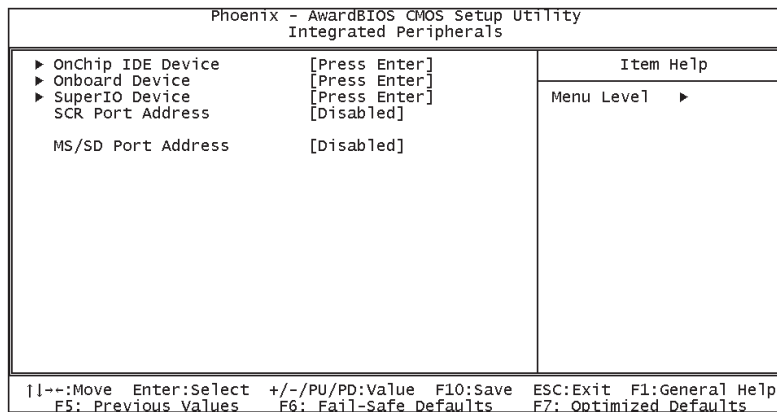 Phoenix - AwardBIOS CMOS Setup Utility
Integrated Peripherals
▶ OnChip IDE Device [Press Enter]
▶ Onboard Device [Press Enter]
▶ SuperIO Device [Press Enter]
SCR Port Address [Disabled]
MS/SD Port Address [Disabled]
Item Help
Menu Level ▶
↑↓→←:Move Enter:Select +/-/PU/PD:Value F10:Save ESC:Exit F1:General Help
F5: Previous Values F6: Fail-Safe Defaults F7: Optimized Defaults